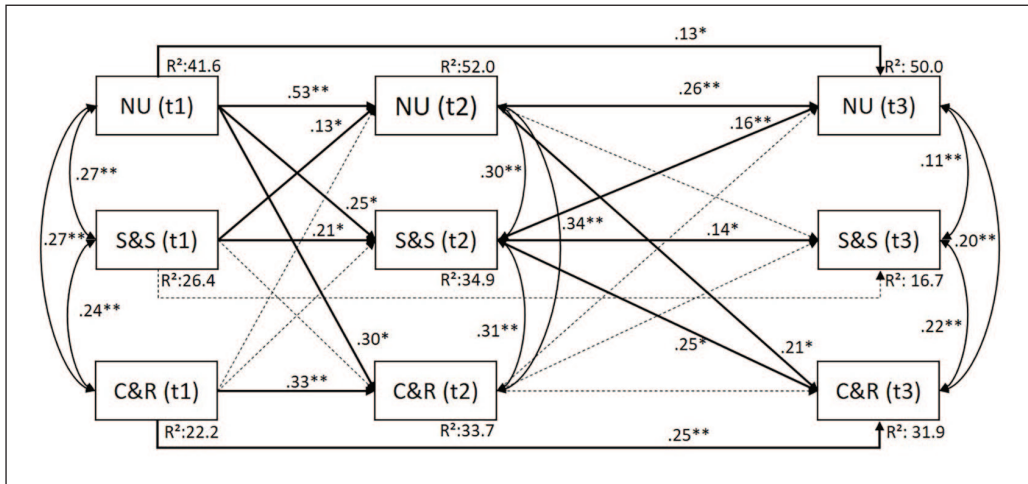 .13*
R²:41.6
R²:52.0
R²: 50.0
NU (t1)
.53**
NU (t2)
.26**
NU (t3)
.13*
.16**
.27**
.30**
.11**
.25*
.34**
.27**
S&S (t1)
.21*
S&S (t2)
.14*
S&S (t3)
.20**
R²:26.4
R²:34.9
R²: 16.7
.24**
.30*
.31**
.25*
.21*
.22**
C&R (t1)
.33**
C&R (t2)
C&R (t3)
R²:22.2
R²:33.7
R²: 31.9
.25**